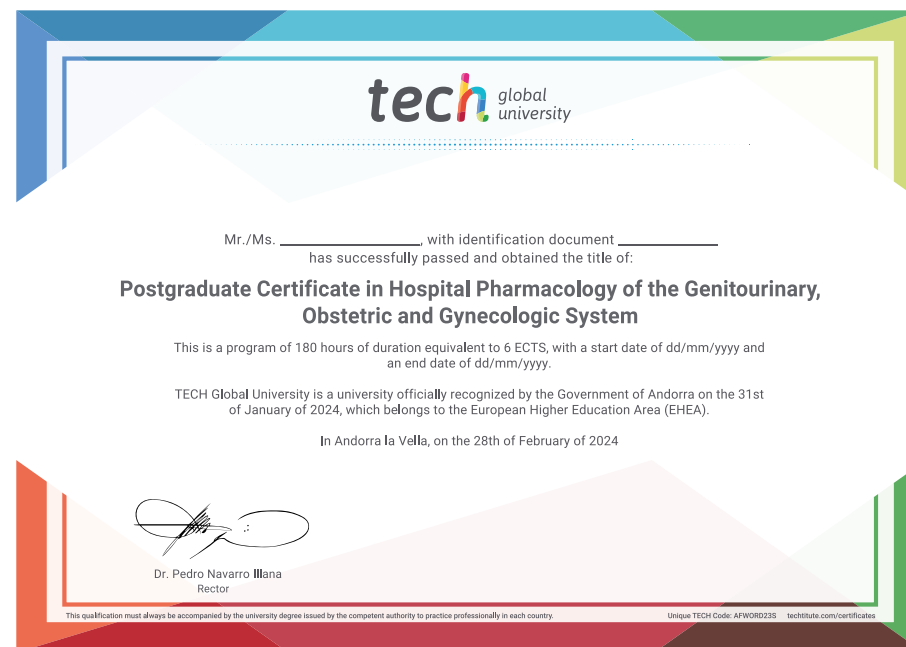 tech global university
Mr./Ms. ____________, with identification document ____________
has successfully passed and obtained the title of:
Postgraduate Certificate in Hospital Pharmacology of the Genitourinary,
Obstetric and Gynecologic System
This is a program of 180 hours of duration equivalent to 6 ECTS, with a start date of dd/mm/yyyy and
an end date of dd/mm/yyyy.
TECH Global University is a university officially recognized by the Government of Andorra on the 31st
of January of 2024, which belongs to the European Higher Education Area (EHEA).
In Andorra la Vella, on the 28th of February of 2024
Dr. Pedro Navarro Illana
Rector
This qualification must always be accompanied by the university degree issued by the competent authority to practice professionally in each country.
Unique TECH Code: AFWORD23S techtitute.com/certificates